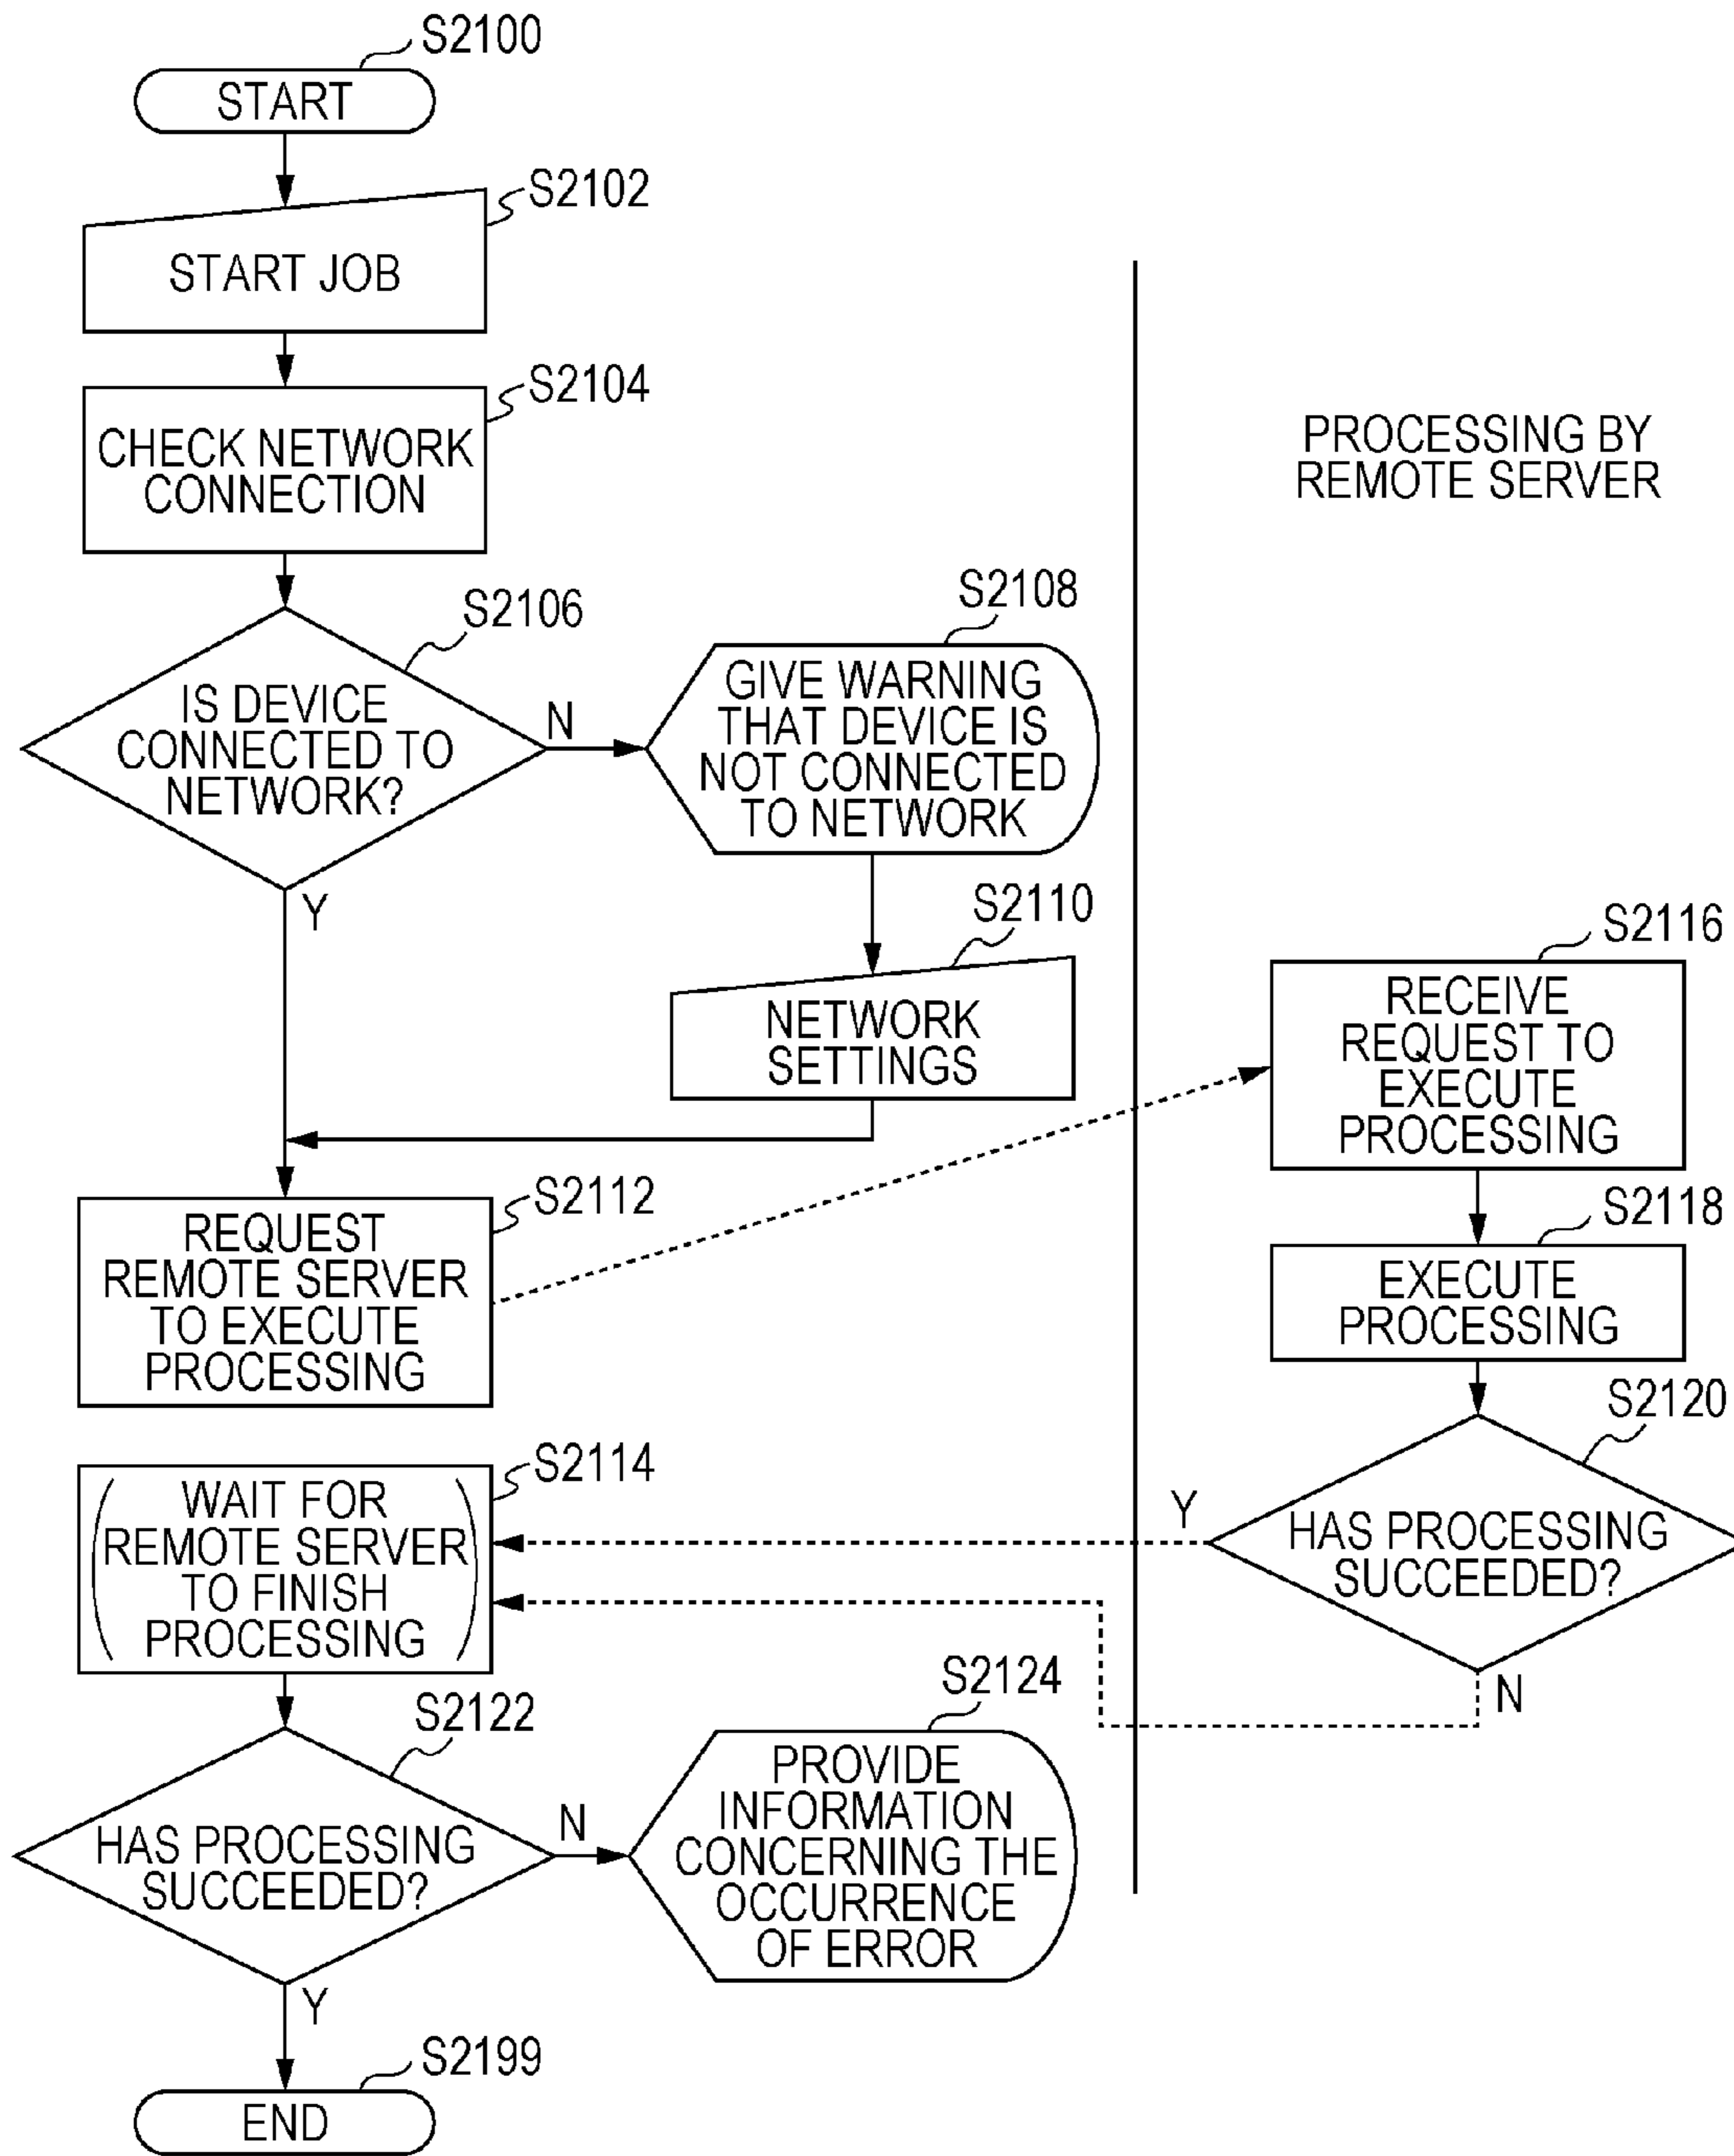 S2100
START
S2102
START JOB
S2104
CHECK NETWORK
CONNECTION
PROCESSING BY
REMOTE SERVER
S2106
IS DEVICE
CONNECTED TO
NETWORK?
N
Y
S2108
GIVE WARNING
THAT DEVICE IS
NOT CONNECTED
TO NETWORK
S2110
NETWORK
SETTINGS
S2112
REQUEST
REMOTE SERVER
TO EXECUTE
PROCESSING
S2116
RECEIVE
REQUEST TO
EXECUTE
PROCESSING
S2118
EXECUTE
PROCESSING
S2120
HAS PROCESSING
SUCCEEDED?
Y
N
S2114
WAIT FOR
REMOTE SERVER
TO FINISH
PROCESSING
S2122
HAS PROCESSING
SUCCEEDED?
N
Y
S2124
PROVIDE
INFORMATION
CONCERNING THE
OCCURRENCE
OF ERROR
S2199
END